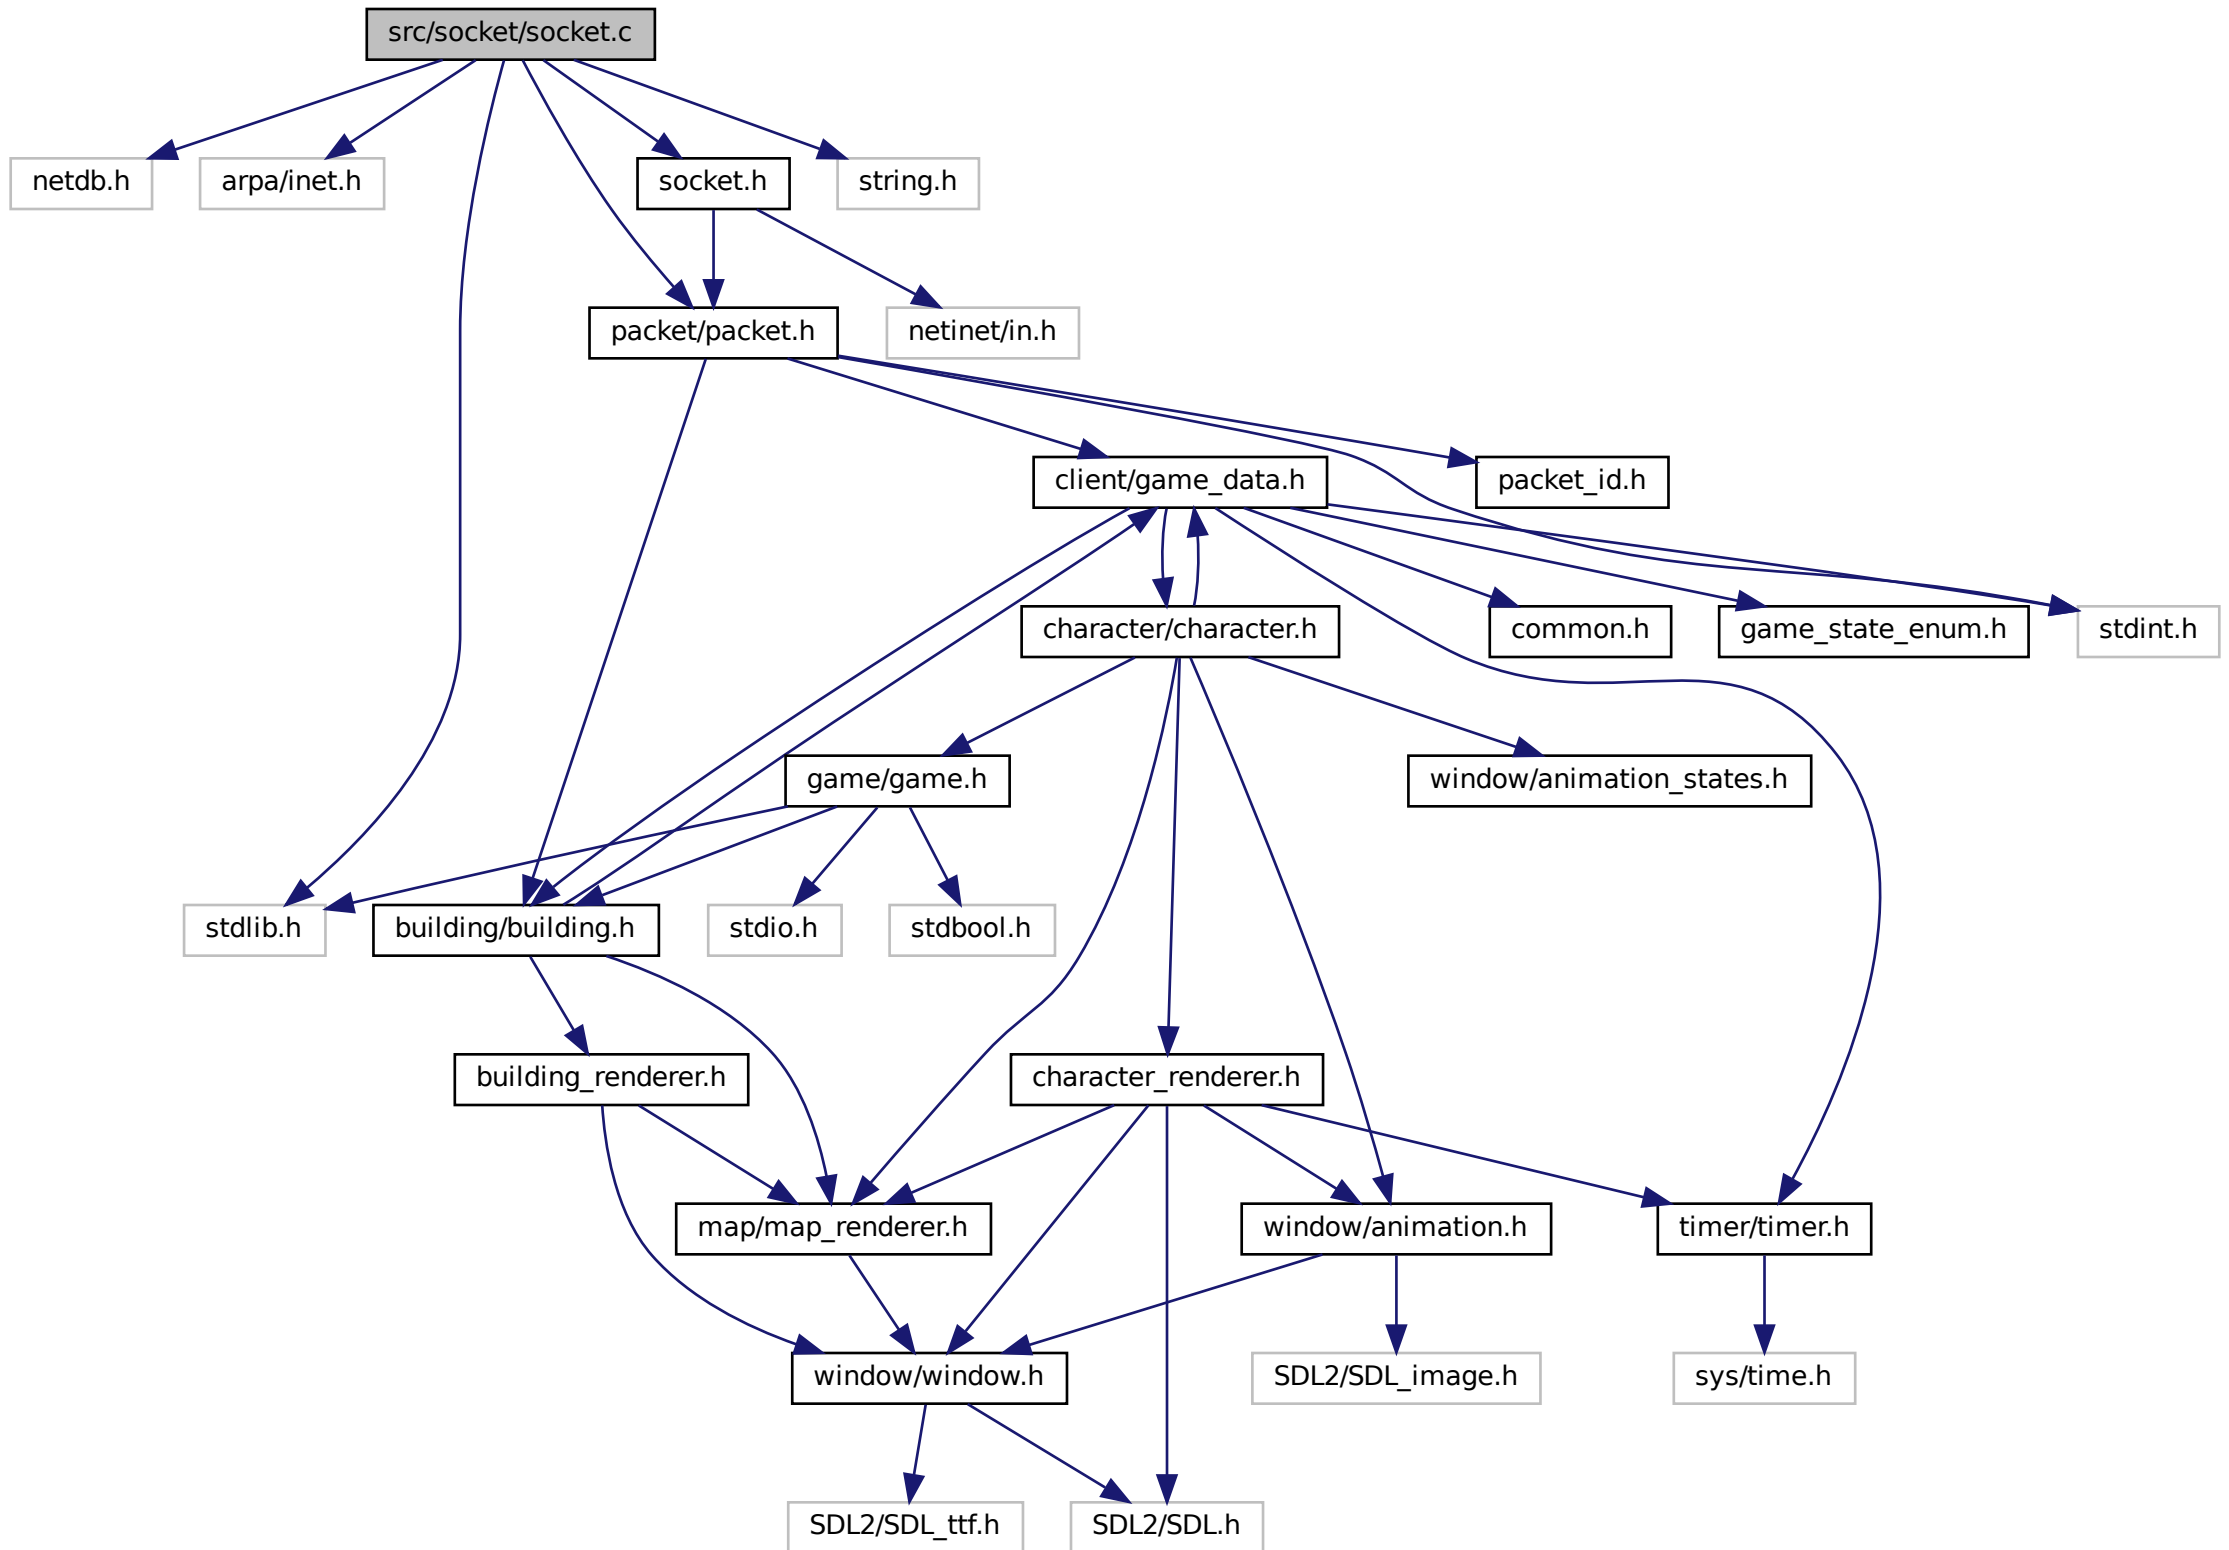 src/socket/socket.c
netdb.h
arpa/inet.h
socket.h
string.h
packet/packet.h
netinet/in.h
client/game_data.h
packet_id.h
character/character.h
common.h
game_state_enum.h
stdint.h
game/game.h
window/animation_states.h
stdlib.h
building/building.h
stdio.h
stdbool.h
building_renderer.h
character_renderer.h
map/map_renderer.h
window/animation.h
timer/timer.h
window/window.h
SDL2/SDL_image.h
sys/time.h
SDL2/SDL_ttf.h
SDL2/SDL.h